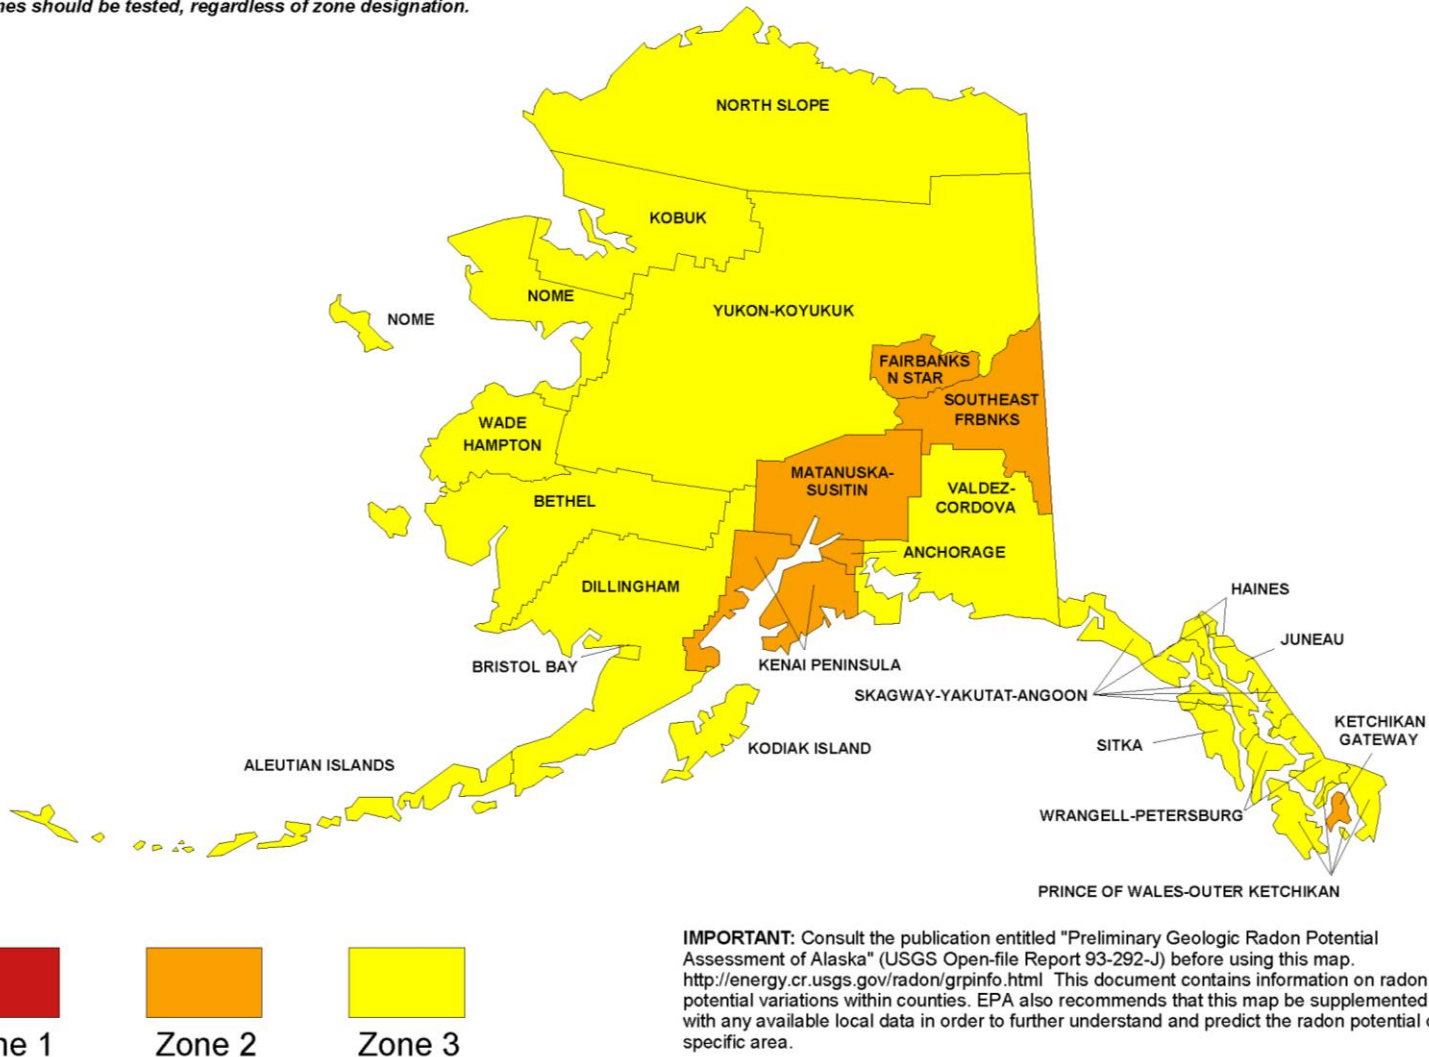 should be tested, regardless of zone designation.
NORTH SLOPE
KOBUK
NOME
NOME
YUKON-KOYUKUK
FAIRBANKS
N STAR
SOUTHEAST
FRBNKS
WADE
HAMPTON
MATANUSKA-
SUSITIN
VALDEZ-
CORDOVA
BETHEL
ANCHORAGE
DILLINGHAM
HAINES
JUNEAU
BRISTOL BAY
KENAI PENINSULA
SKAGWAY-YAKUTAT-ANGOON
KETCHIKAN
GATEWAY
SITKA
KODIAK ISLAND
ALEUTIAN ISLANDS
WRANGELL-PETERSBURG
PRINCE OF WALES-OUTER KETCHIKAN
1
Zone 2
Zone 3
IMPORTANT: Consult the publication entitled "Preliminary Geologic Radon Potential
Assessment of Alaska" (USGS Open-file Report 93-292-J) before using this map.
http://energy.cr.usgs.gov/radon/grpinfo.html This document contains information on radon
potential variations within counties. EPA also recommends that this map be supplemented
with any available local data in order to further understand and predict the radon potential
specific area.